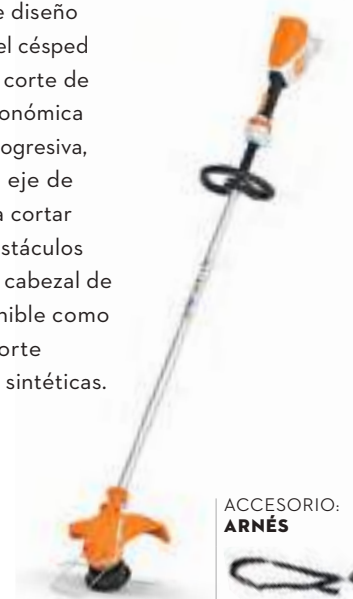 e diseño
el césped
corte de
onómica
ogresiva,
eje de
a cortar
stáculos
cabezal de
nible como
orte
sintéticas.
ACCESORIO:
ARNÉS